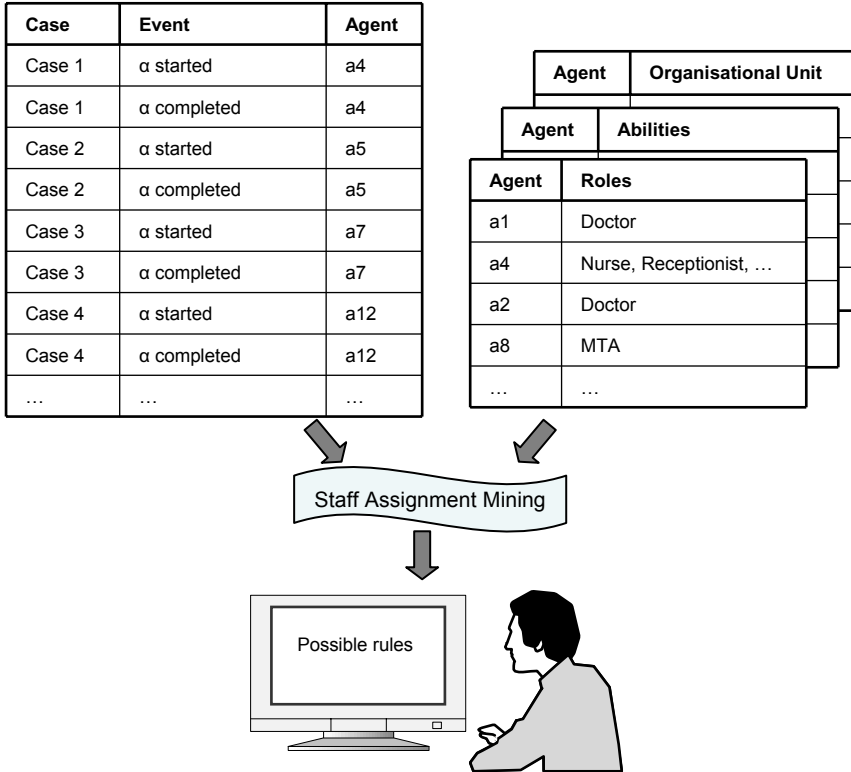 Case Event Agent
Case 1 α started a4
Case 1 α completed a4
Case 2 α started a5
Case 2 α completed a5
Case 3 α started a7
Case 3 α completed a7
Case 4 α started a12
Case 4 α completed a12
… … …
Agent Organisational Unit
Agent Abilities
Agent Roles
a1 Doctor
a4 Nurse, Receptionist, …
a2 Doctor
a8 MTA
… …
Staff Assignment Mining
Possible rules